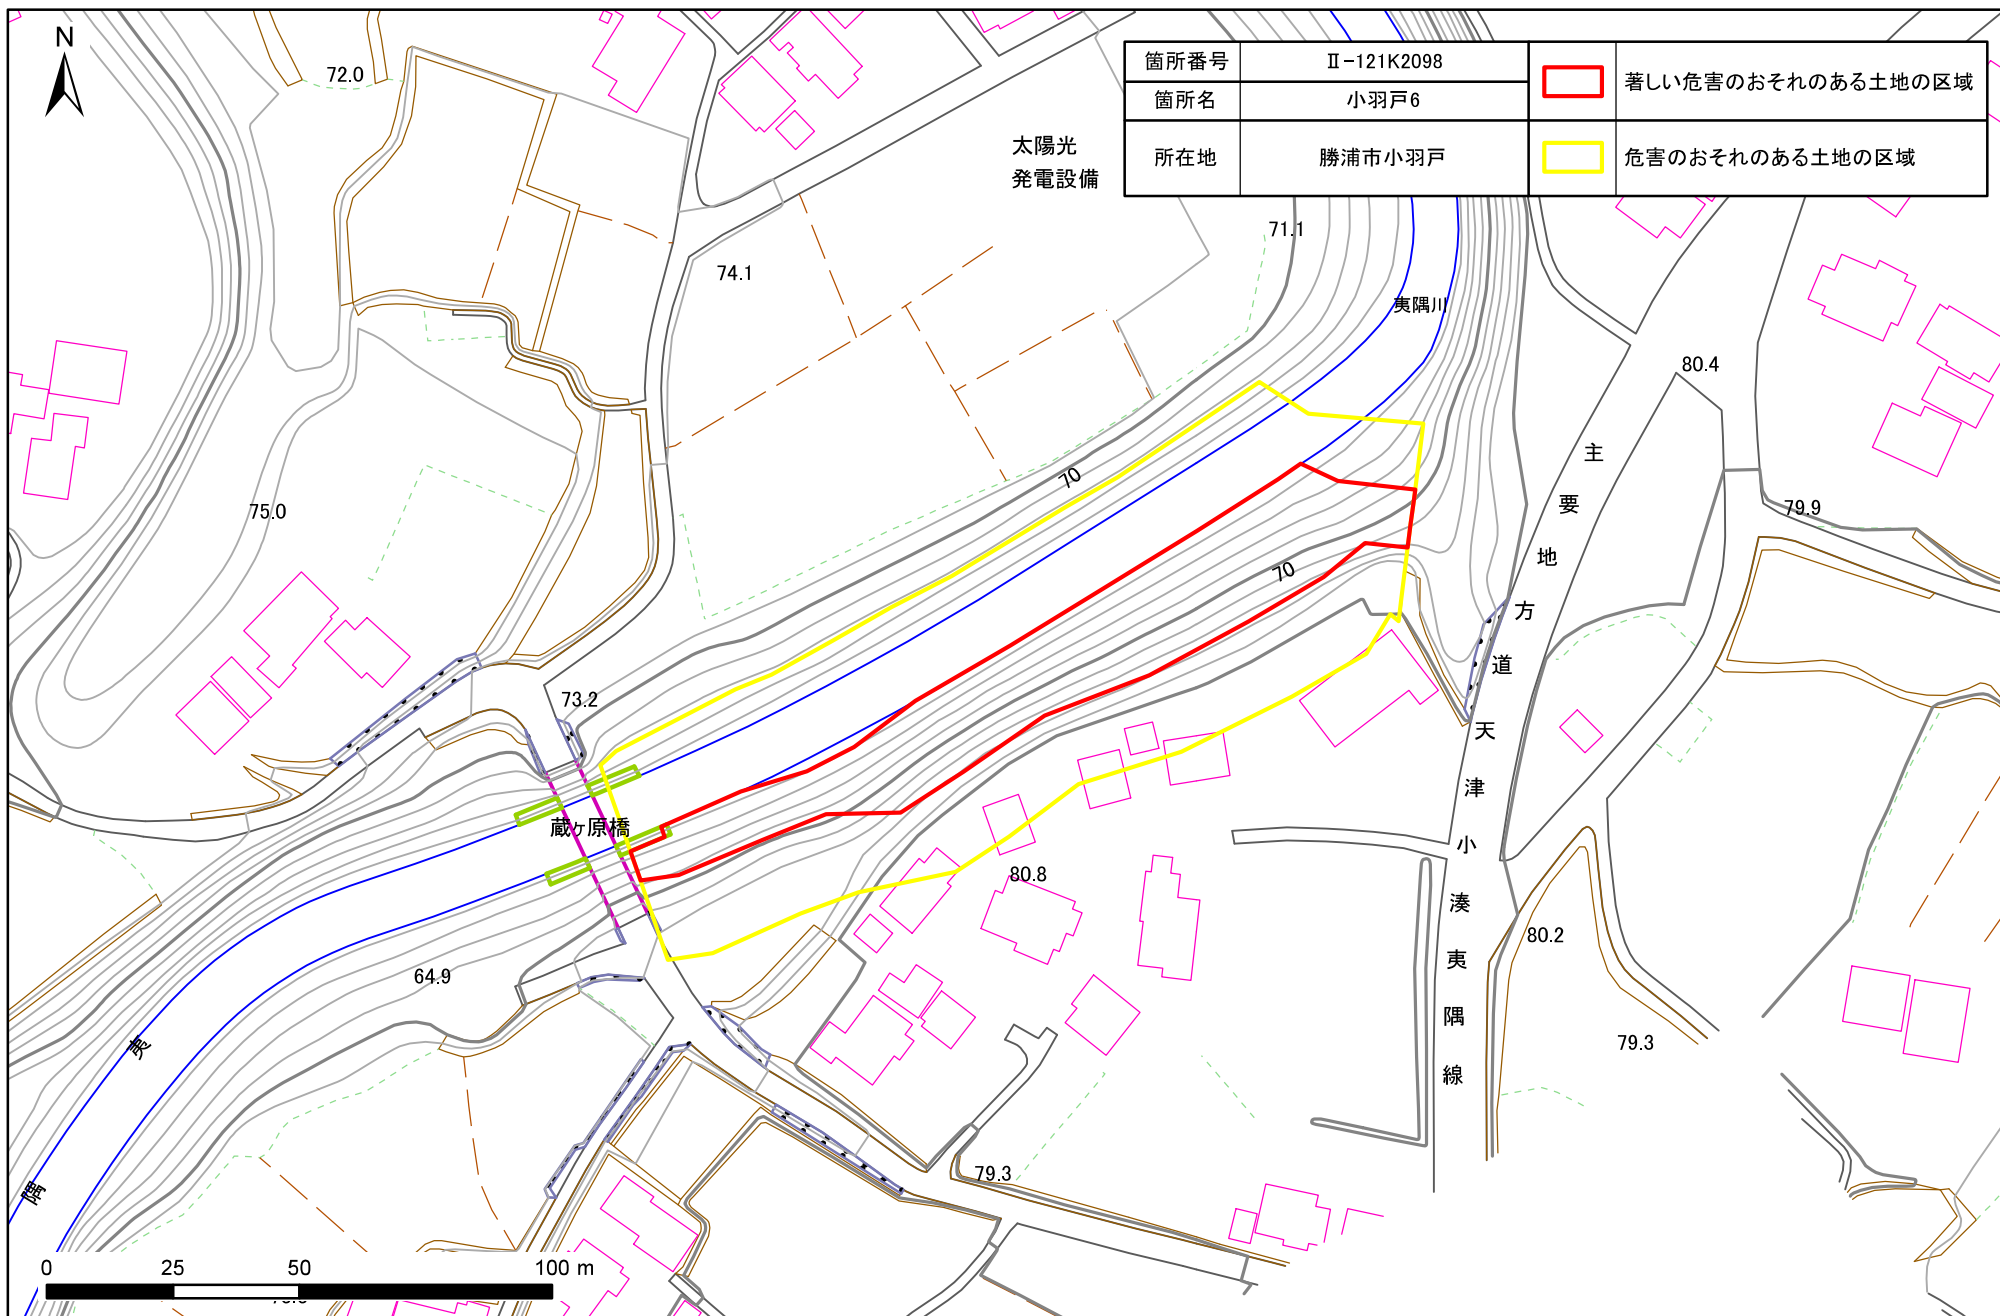 N
72.0
箇所番号 Ⅱ-121K2098
箇所名 小羽戸6
所在地 勝浦市小羽戸
著しい危害のおそれのある土地の区域
危害のおそれのある土地の区域
太陽光
発電設備
71.1
74.1
夷隅川
80.4
75.0
70
79.9
70
73.2
蔵ヶ原橋
80.8
64.9
80.2
79.3
79.3
主要地方道天津小湊夷隅線
夷隅
0 25 50 100 m